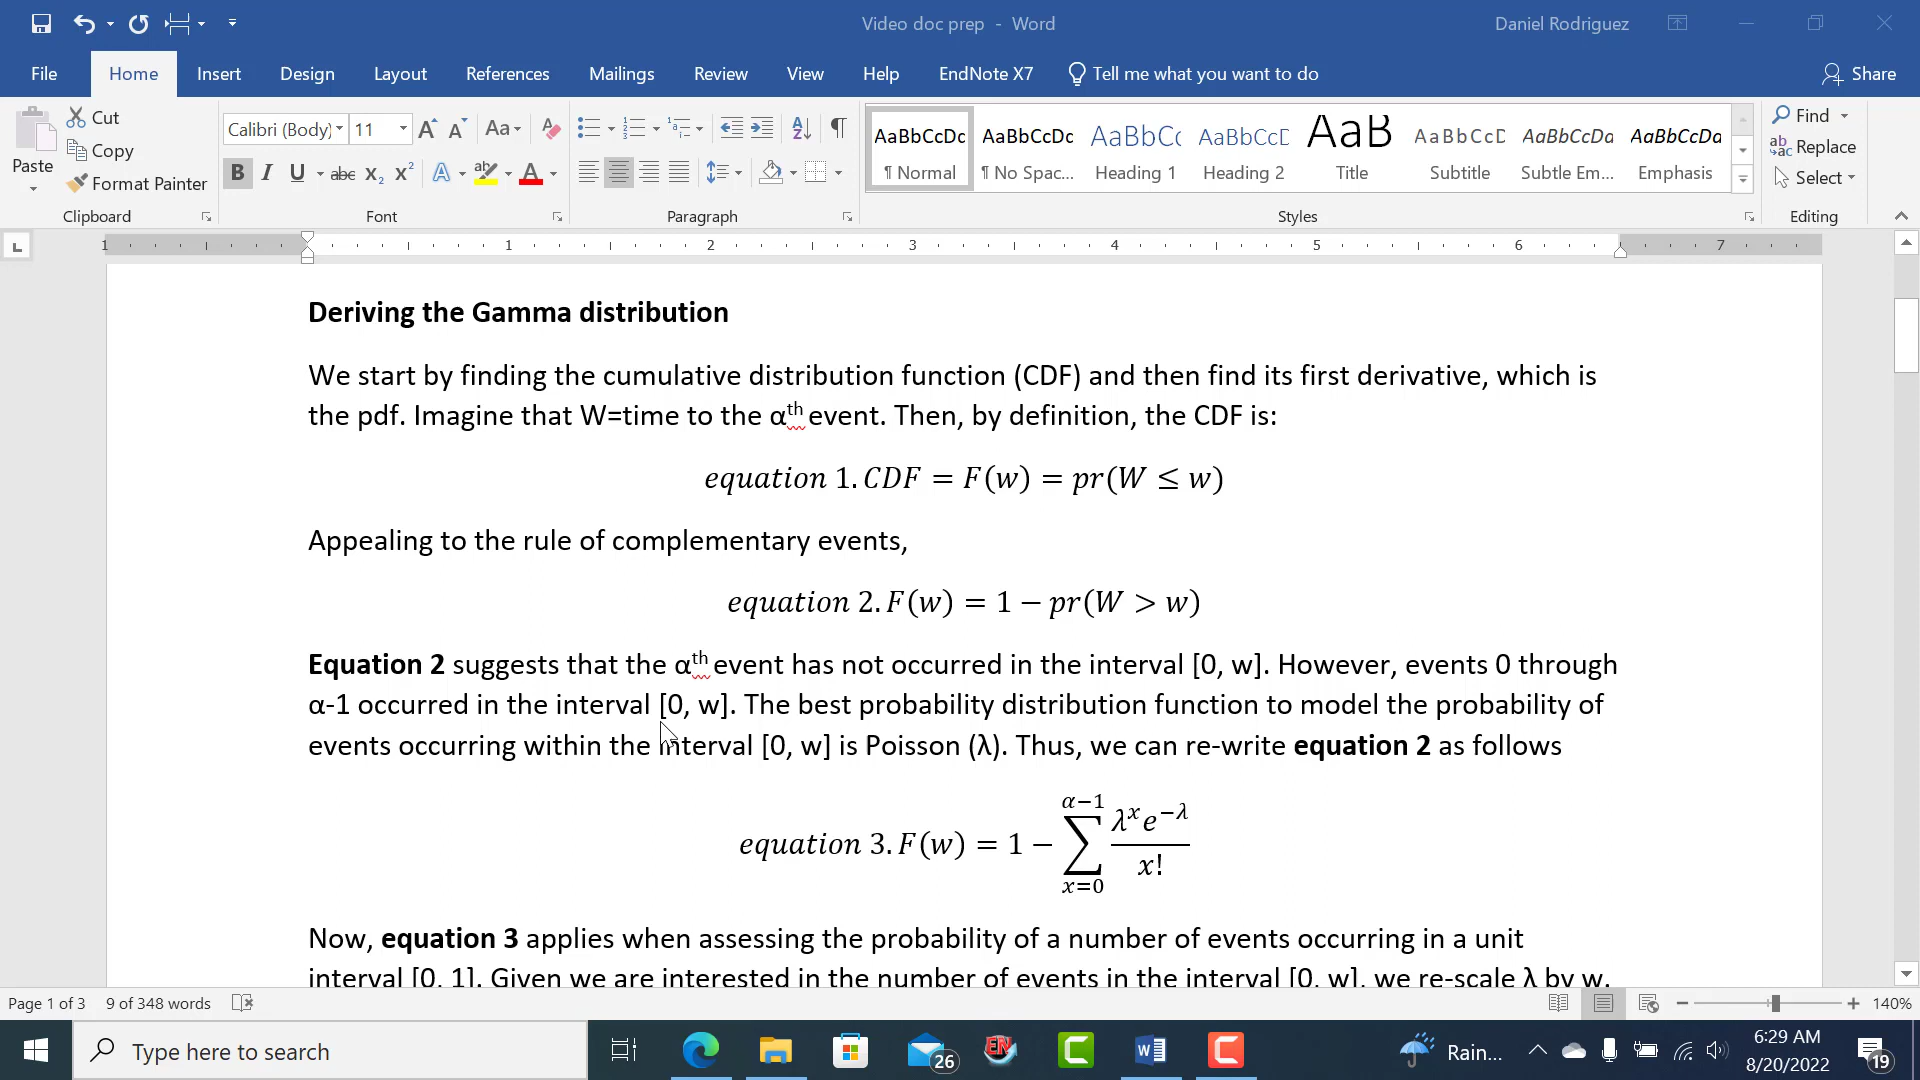 Video doc prep - Word
Daniel Rodriguez
File Home Insert Design Layout References Mailings Review View Help EndNote X7 Tell me what you want to do Share
Paste
Cut
Copy
Format Painter
Clipboard
Calibri (Body) 11
Font
Paragraph
AaBbCcDc AaBbCcDc AaBbCc AaBbCcD AaB AaBbCcD AaBbCcDa AaBbCcDa
¶ Normal ¶ No Spac... Heading 1 Heading 2 Title Subtitle Subtle Em... Emphasis
Styles
Find
Replace
Select
Editing
1 1 2 3 4 5 6 7
Deriving the Gamma distribution
We start by finding the cumulative distribution function (CDF) and then find its first derivative, which is
the pdf. Imagine that W=time to the αth event. Then, by definition, the CDF is:
equation 1. CDF = F(w) = pr(W ≤ w)
Appealing to the rule of complementary events,
equation 2. F(w) = 1 − pr(W > w)
Equation 2 suggests that the αth event has not occurred in the interval [0, w]. However, events 0 through
α-1 occurred in the interval [0, w]. The best probability distribution function to model the probability of
events occurring within the interval [0, w] is Poisson (λ). Thus, we can re-write equation 2 as follows
equation 3. F(w) = 1 − ∑_{x=0}^{α−1} λ^x e^{−λ} / x!
Now, equation 3 applies when assessing the probability of a number of events occurring in a unit
interval [0, 1]. Given we are interested in the number of events in the interval [0, w], we re-scale λ by w.
Page 1 of 3 9 of 348 words 140%
Type here to search
26
EN
Rain...
6:29 AM
8/20/2022
19